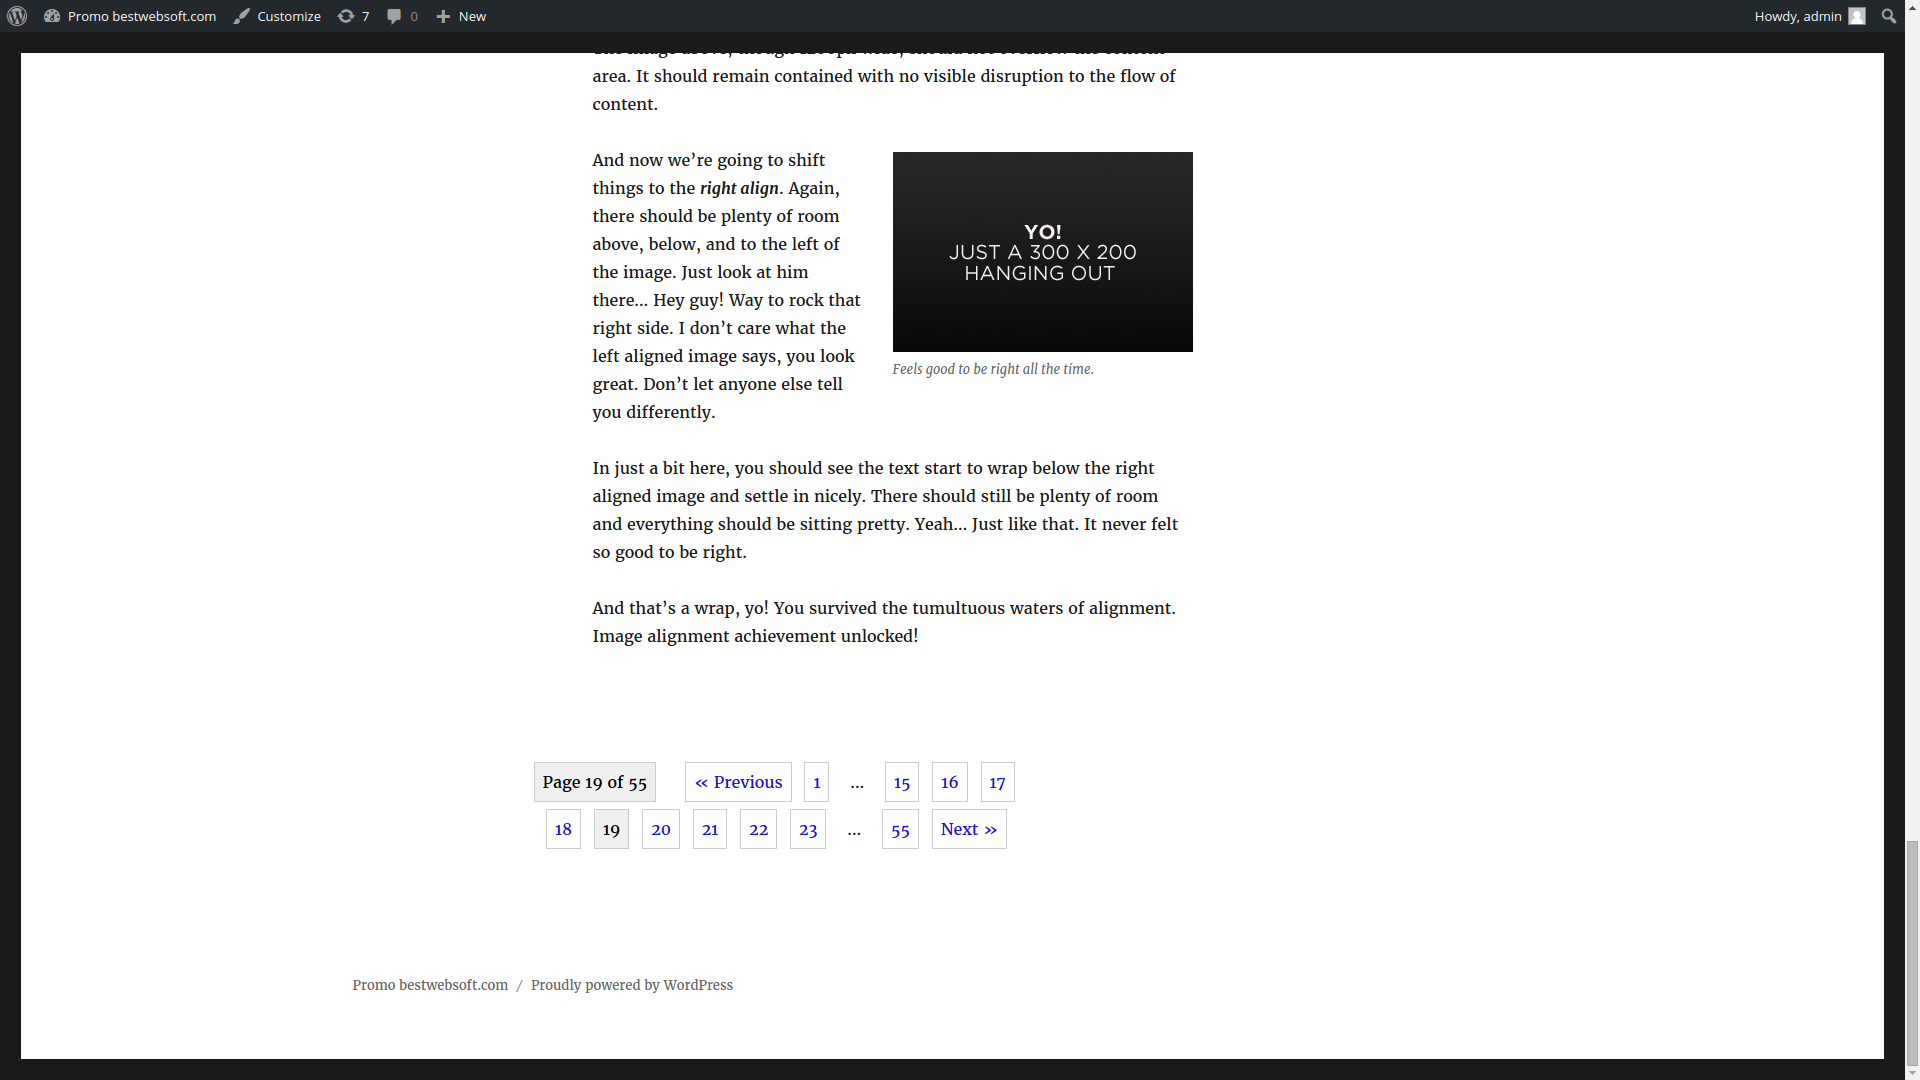 Promo bestwebsoft.com Customize 7 0 New Howdy, admin
area. It should remain contained with no visible disruption to the flow of
content.
And now we’re going to shift
things to the right align. Again,
there should be plenty of room
above, below, and to the left of
the image. Just look at him
there… Hey guy! Way to rock that
right side. I don’t care what the
left aligned image says, you look
great. Don’t let anyone else tell
you differently.
YO!
JUST A 300 X 200
HANGING OUT
Feels good to be right all the time.
In just a bit here, you should see the text start to wrap below the right
aligned image and settle in nicely. There should still be plenty of room
and everything should be sitting pretty. Yeah… Just like that. It never felt
so good to be right.
And that’s a wrap, yo! You survived the tumultuous waters of alignment.
Image alignment achievement unlocked!
Page 19 of 55 « Previous 1 ... 15 16 17
18 19 20 21 22 23 ... 55 Next »
Promo bestwebsoft.com / Proudly powered by WordPress